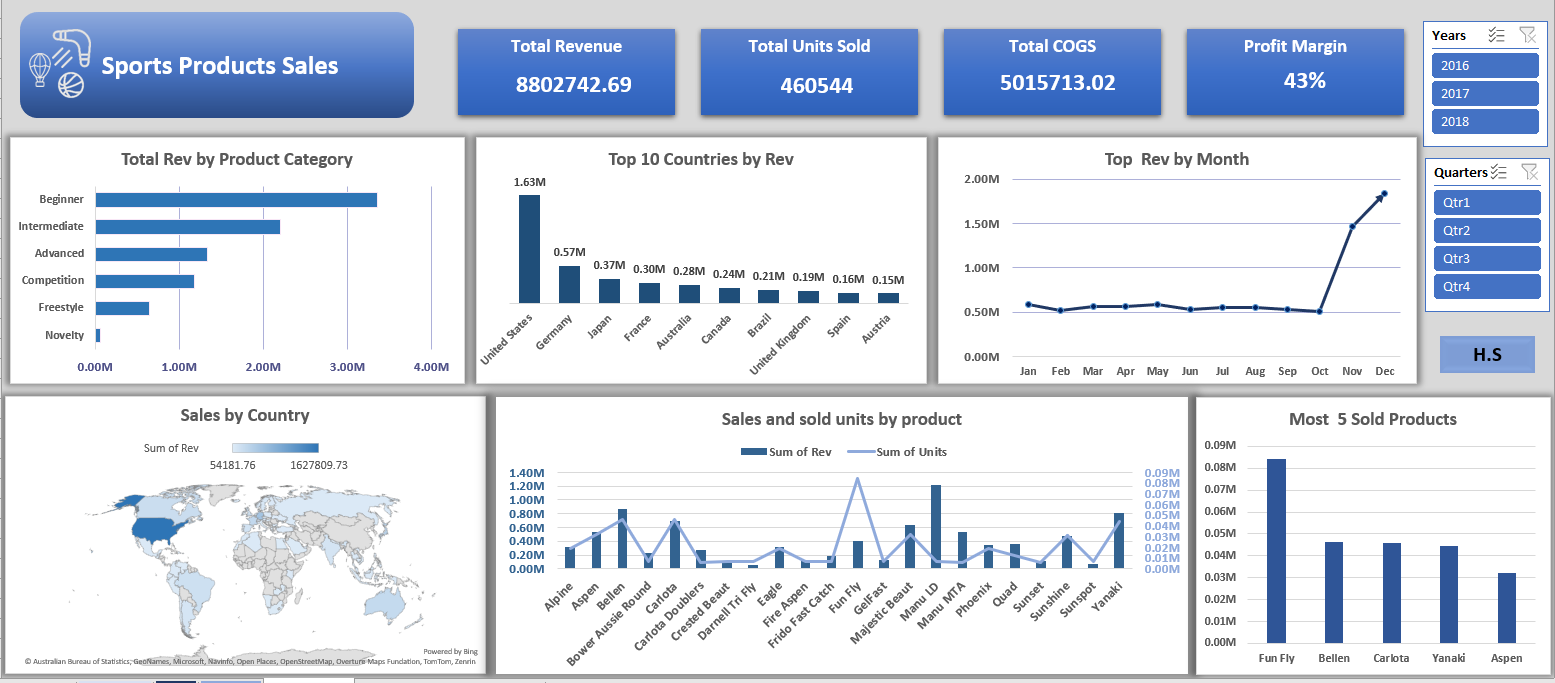 Sports Products Sales
Total Revenue
8802742.69
Total Units Sold
460544
Total COGS
5015713.02
Profit Margin
43%
Years
2016
2017
2018
Quarters
Qtr1
Qtr2
Qtr3
Qtr4
H.S
Total Rev by Product Category
Beginner
Intermediate
Advanced
Competition
Freestyle
Novelty
0.00M 1.00M 2.00M 3.00M 4.00M
Top 10 Countries by Rev
1.63M 0.57M 0.37M 0.30M 0.28M 0.24M 0.21M 0.19M 0.16M 0.15M
United States Germany Japan France Australia Canada Brazil United Kingdom Spain Austria
Top Rev by Month
2.00M
1.50M
1.00M
0.50M
0.00M
Jan Feb Mar Apr May Jun Jul Aug Sep Oct Nov Dec
Sales by Country
Sum of Rev
54181.76 1627809.73
Powered by Bing
© Australian Bureau of Statistics, GeoNames, Microsoft, Navinfo, Open Places, OpenStreetMap, Overture Maps Fundation, TomTom, Zenrin
Sales and sold units by product
Sum of Rev Sum of Units
1.40M
1.20M
1.00M
0.80M
0.60M
0.40M
0.20M
0.00M
0.09M
0.08M
0.07M
0.06M
0.05M
0.04M
0.03M
0.02M
0.01M
0.00M
Alpine Aspen Bellen Bower Aussie Round Carlota Carlota Doublers Crested Beaut Darnell Tri Fly Eagle Fire Aspen Frido Fast Catch Fun Fly GelFast Majestic Beaut Manu LD Manu MTA Phoenix Quad Sunset Sunshine Sunspot Yanaki
Most 5 Sold Products
0.09M
0.08M
0.07M
0.06M
0.05M
0.04M
0.03M
0.02M
0.01M
0.00M
Fun Fly Bellen Carlota Yanaki Aspen